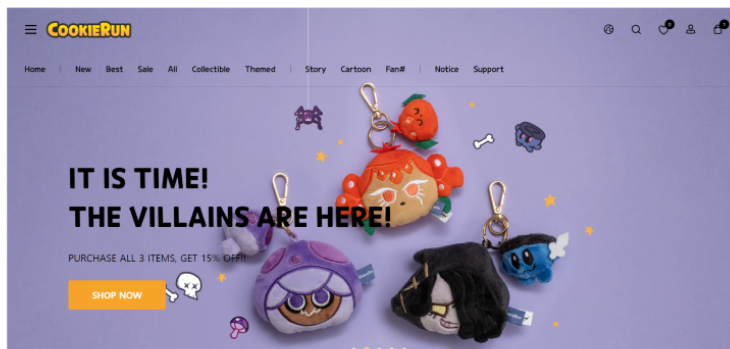 CookieRun
0
Home | New Best Sale All Collectible Themed | Story Cartoon Fan# | Notice Support
IT IS TIME!
THE VILLAINS ARE HERE!
PURCHASE ALL 3 ITEMS, GET 15% OFF!!
SHOP NOW